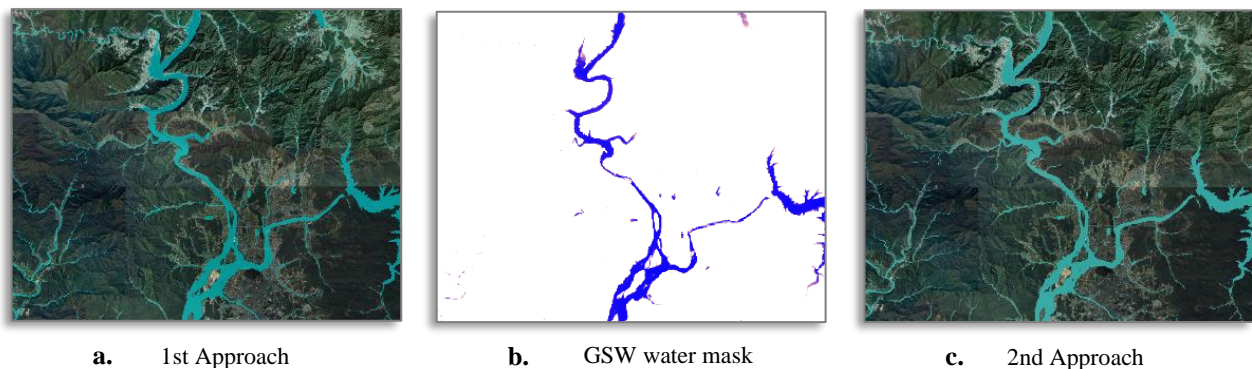 a. 1st Approach
b. GSW water mask
c. 2nd Approach